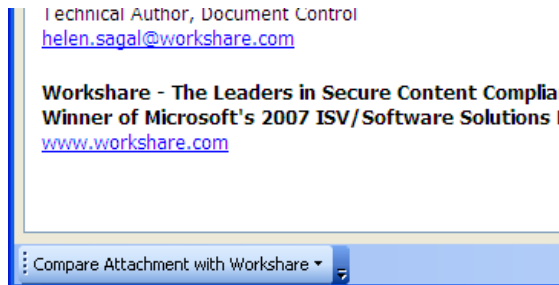 Technical Author, Document Control
helen.sagal@workshare.com
Workshare - The Leaders in Secure Content Complia
Winner of Microsoft's 2007 ISV/Software Solutions
www.workshare.com
Compare Attachment with Workshare